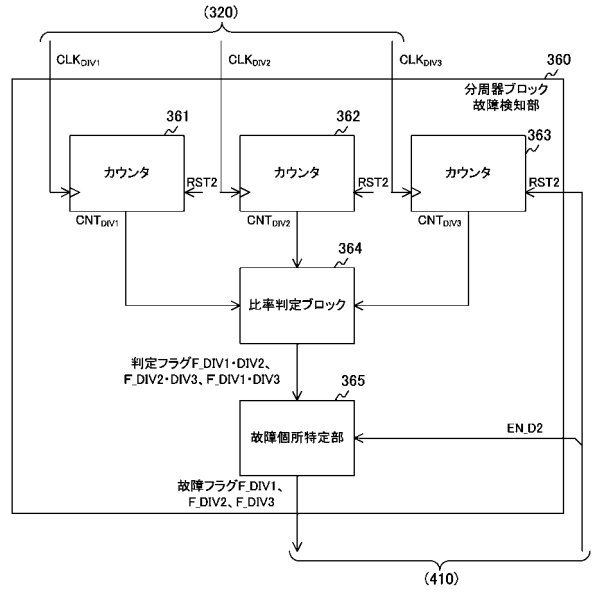 (320)
CLKDIV1
CLKDIV2
CLKDIV3
360
分周器ブロック
故障検知部
361
362
363
カウンタ
カウンタ
カウンタ
RST2
RST2
RST2
CNTDIV1
CNTDIV2
CNTDIV3
364
比率判定ブロック
判定フラグF_DIV1・DIV2、
F_DIV2・DIV3、F_DIV1・DIV3
365
故障個所特定部
EN_D2
故障フラグF_DIV1、
F_DIV2、F_DIV3
(410)